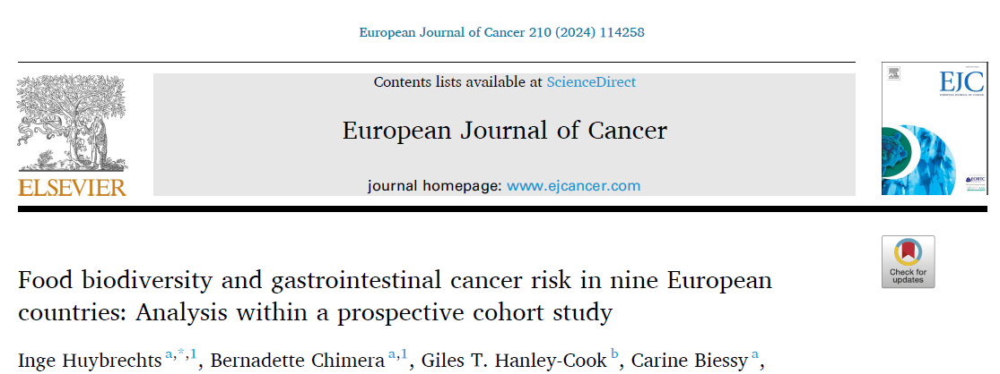 European Journal of Cancer 210 (2024) 114258
Contents lists available at ScienceDirect
European Journal of Cancer
journal homepage: www.ejcancer.com
ELSEVIER
EJC
Check for
updates
Food biodiversity and gastrointestinal cancer risk in nine European
countries: Analysis within a prospective cohort study
Inge Huybrechts a,*,1, Bernadette Chimera a,1, Giles T. Hanley-Cook b, Carine Biessy a,